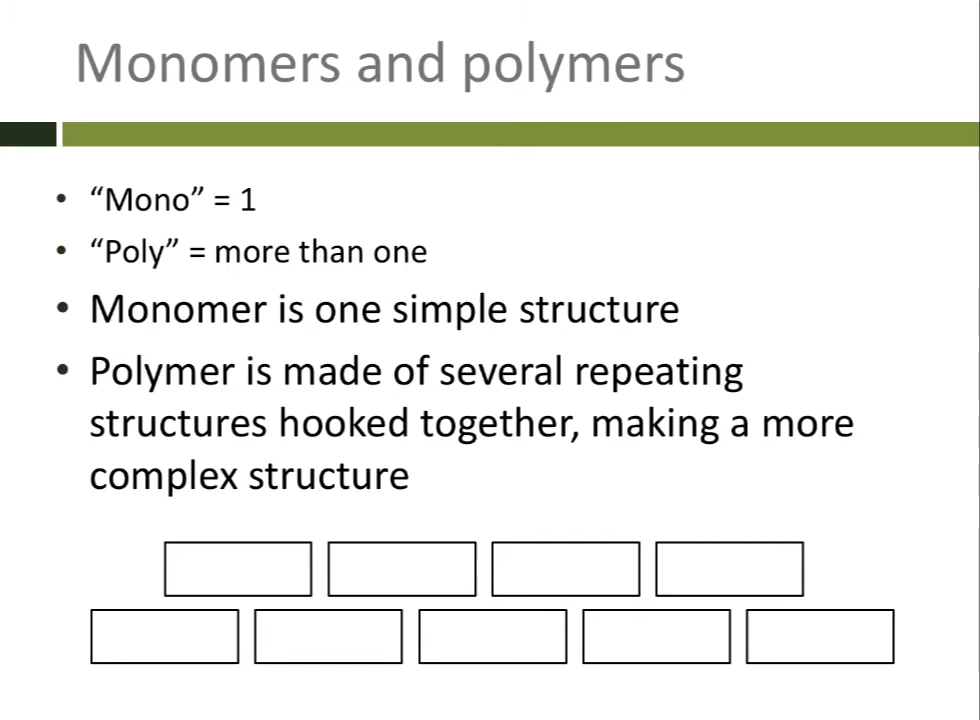 Monomers and polymers
• “Mono” = 1
• “Poly” = more than one
• Monomer is one simple structure
• Polymer is made of several repeating
structures hooked together, making a more
complex structure